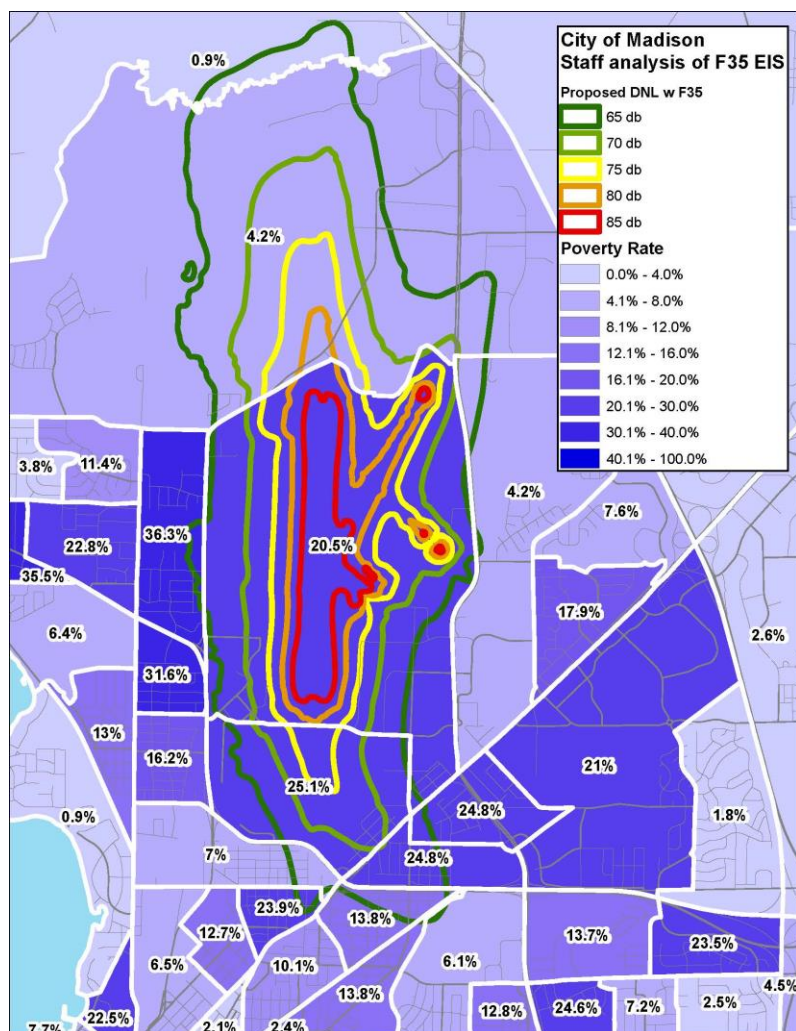 City of Madison
Staff analysis of F35 EIS
Proposed DNL w F35
65 db
70 db
75 db
80 db
85 db
Poverty Rate
0.0% - 4.0%
4.1% - 8.0%
8.1% - 12.0%
12.1% - 16.0%
16.1% - 20.0%
20.1% - 30.0%
30.1% - 40.0%
40.1% - 100.0%
0.9%
4.2%
3.8%
11.4%
4.2%
7.6%
22.8%
36.3%
20.5%
35.5%
17.9%
6.4%
2.6%
31.6%
13%
16.2%
25.1%
21%
0.9%
24.8%
1.8%
7%
24.8%
23.9%
13.8%
12.7%
13.7%
23.5%
6.5%
10.1%
6.1%
13.8%
4.5%
22.5%
12.8%
24.6%
7.2%
2.5%
7.7%
2.1%
2.4%